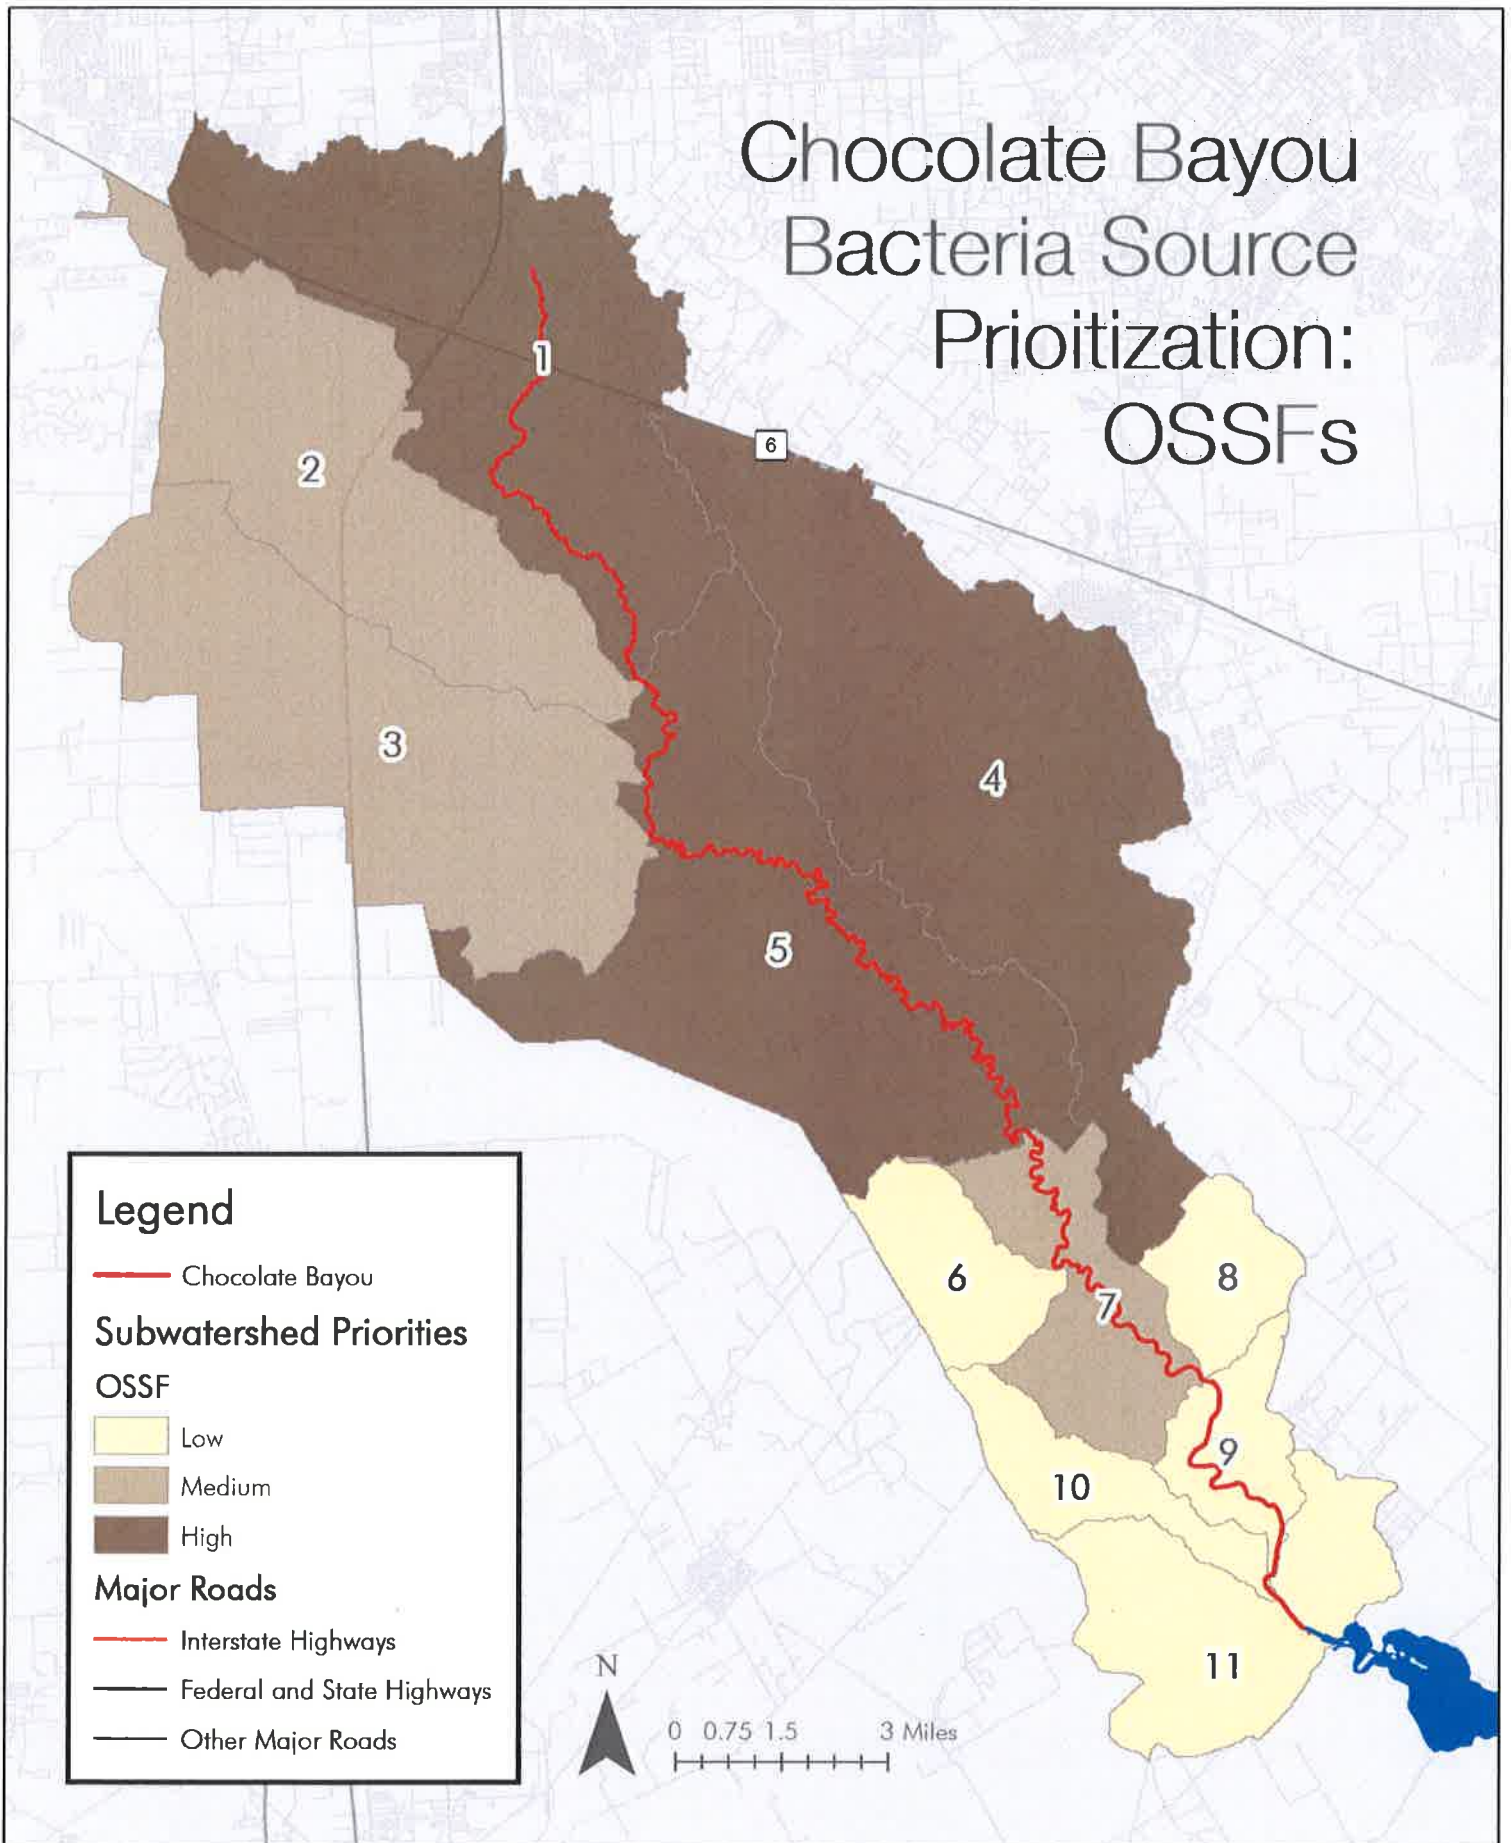 Chocolate Bayou
Bacteria Source
Prioitization:
OSSFs
1
6
2
3
4
5
6
7
8
9
10
11
Legend
Chocolate Bayou
Subwatershed Priorities
OSSF
Low
Medium
High
Major Roads
Interstate Highways
Federal and State Highways
Other Major Roads
N
0 0.75 1.5 3 Miles